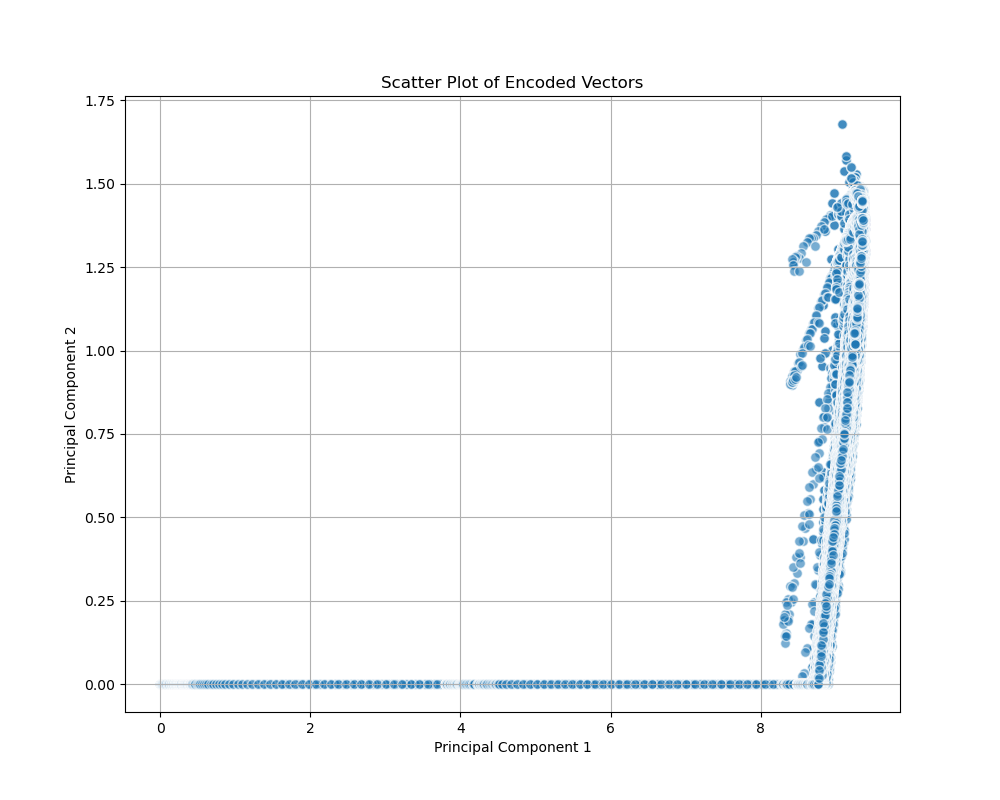 Scatter Plot of Encoded Vectors
1.75
1.50
1.25
1.00
0.75
0.50
0.25
0.00
Principal Component 2
0 2 4 6 8
Principal Component 1